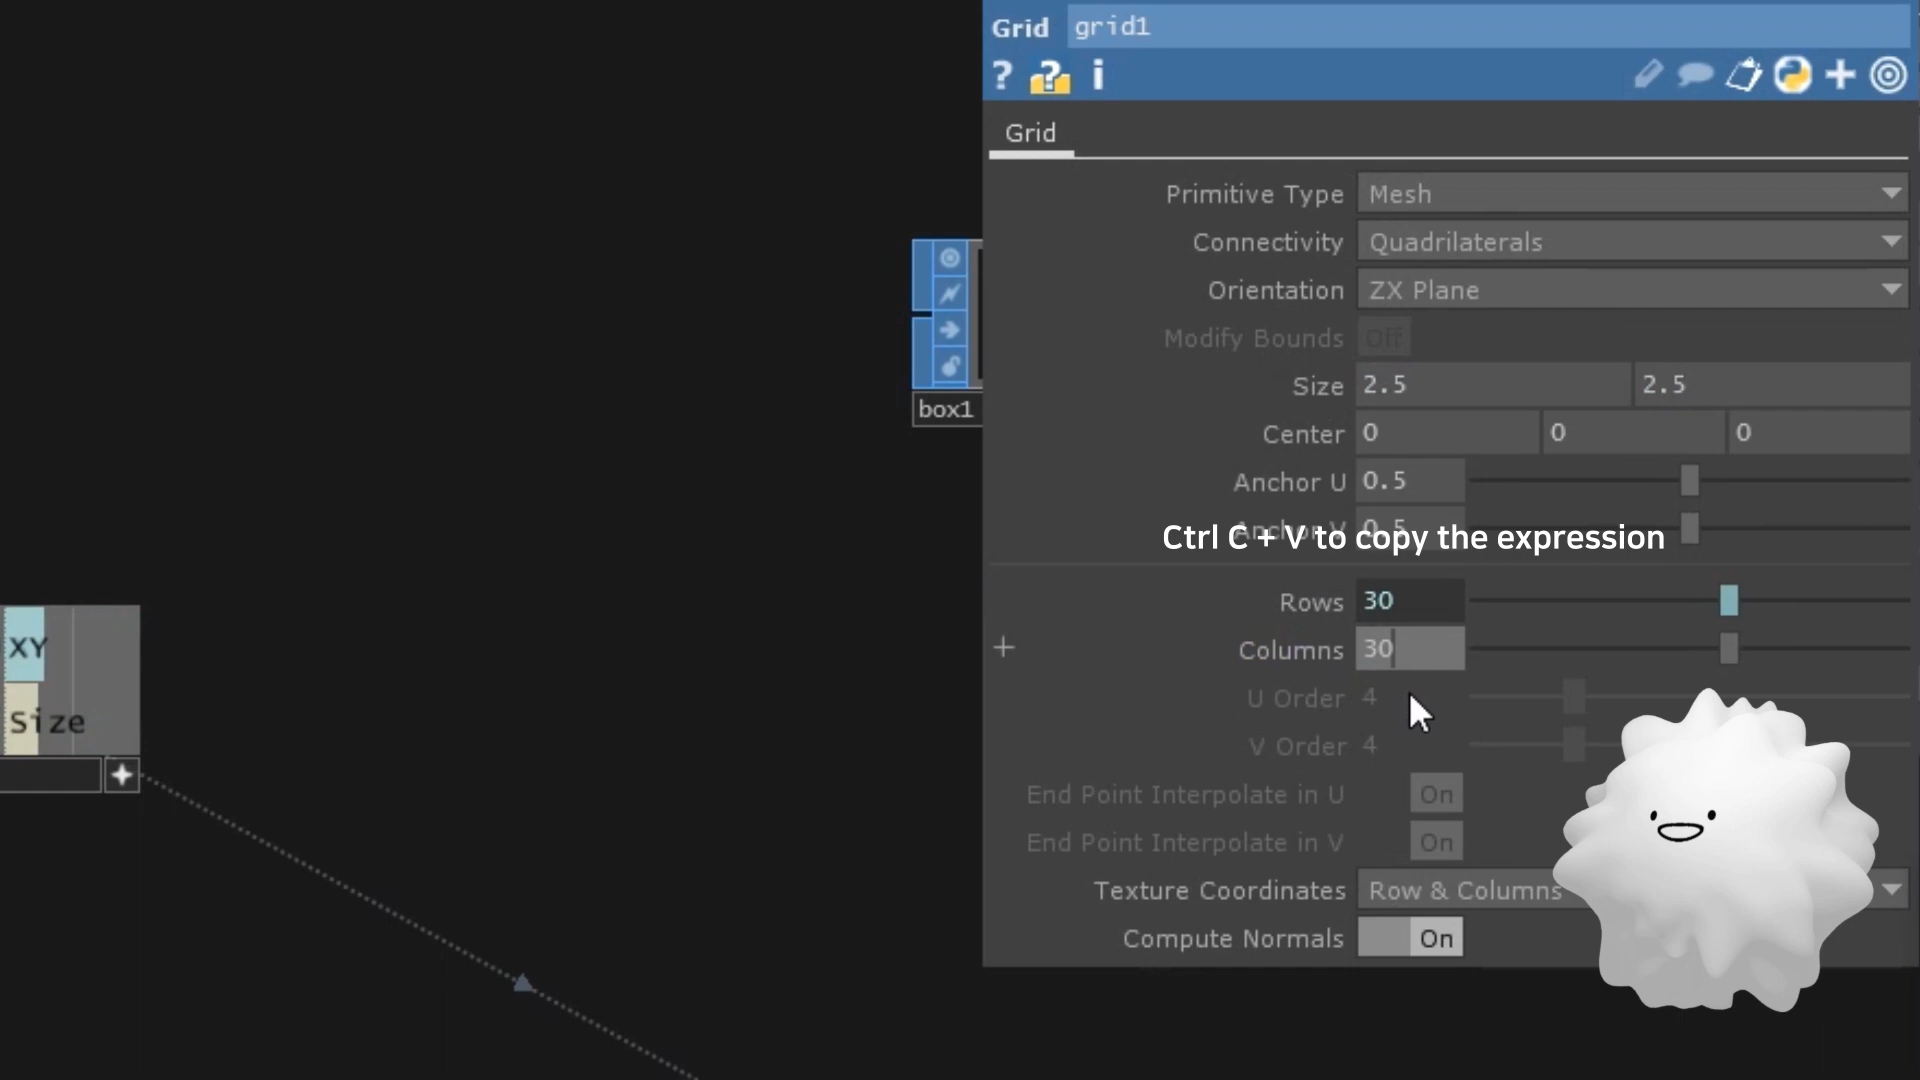 Grid grid1
? ? i
Grid
Primitive Type Mesh
Connectivity Quadrilaterals
Orientation ZX Plane
Modify Bounds Off
Size 2.5 2.5
Center 0 0 0
Anchor U 0.5
Anchor V 0.5
Ctrl C + V to copy the expression
Rows 30
Columns 30
U Order 4
V Order 4
End Point Interpolate in U On
End Point Interpolate in V On
Texture Coordinates Row & Columns
Compute Normals On
box1
XY
Size